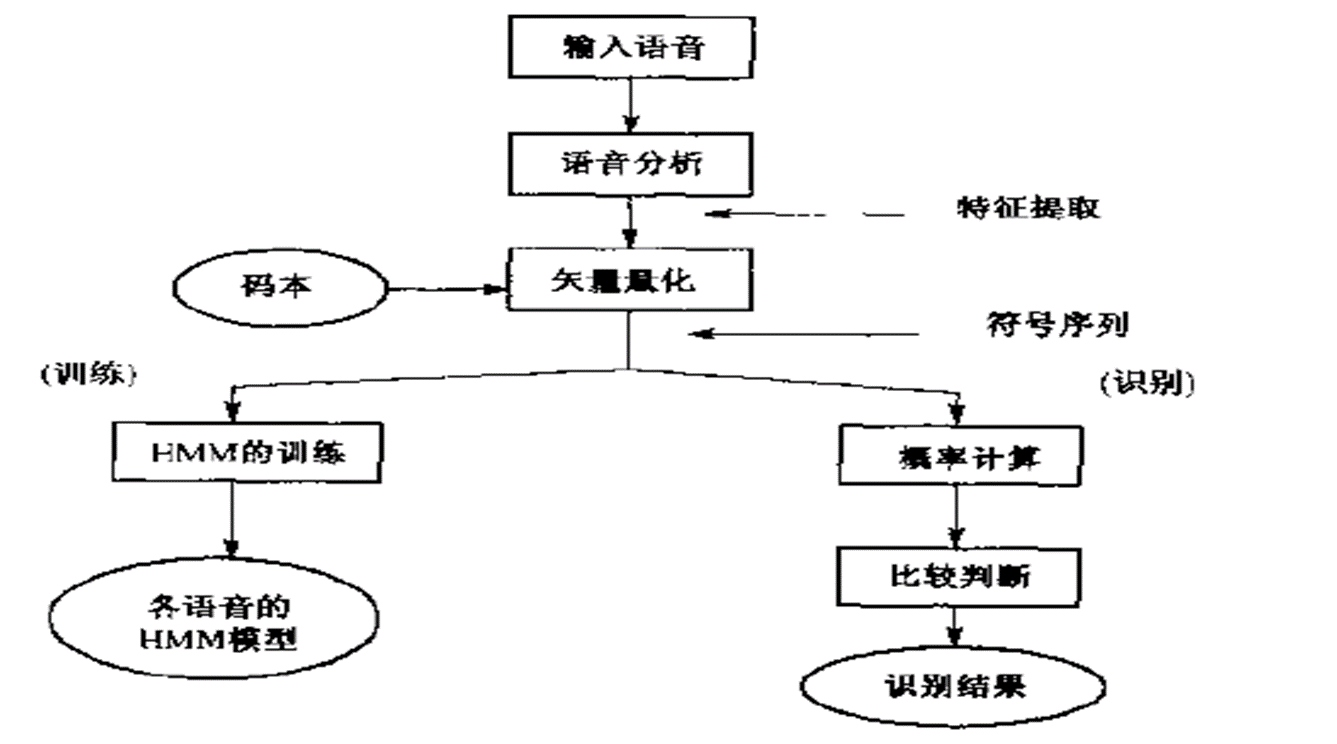 输入语音
语音分析
特征提取
码本
矢量量化
符号序列
(训练)
(识别)
HMM的训练
概率计算
比较判断
各语音的
HMM模型
识别结果